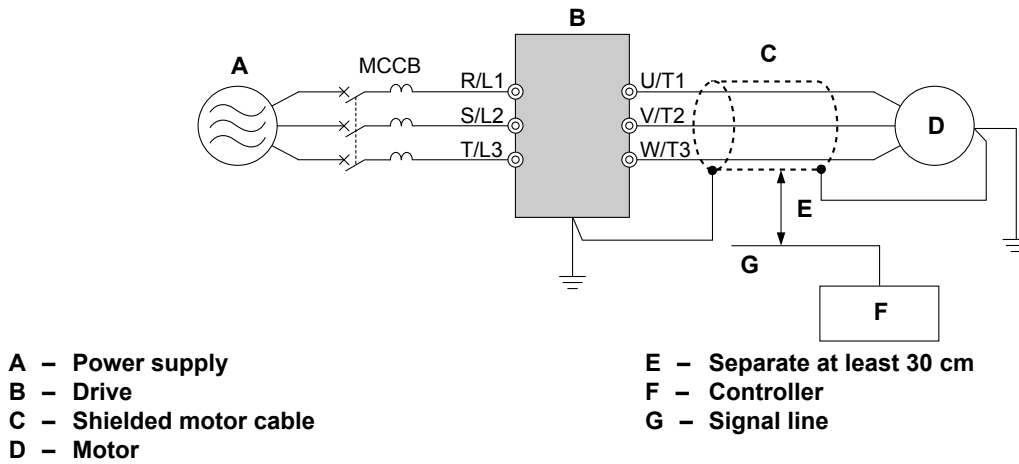 B
A
C
MCCB
R/L1
U/T1
S/L2
V/T2
D
T/L3
W/T3
E
G
F
A – Power supply
B – Drive
C – Shielded motor cable
D – Motor
E – Separate at least 30 cm
F – Controller
G – Signal line